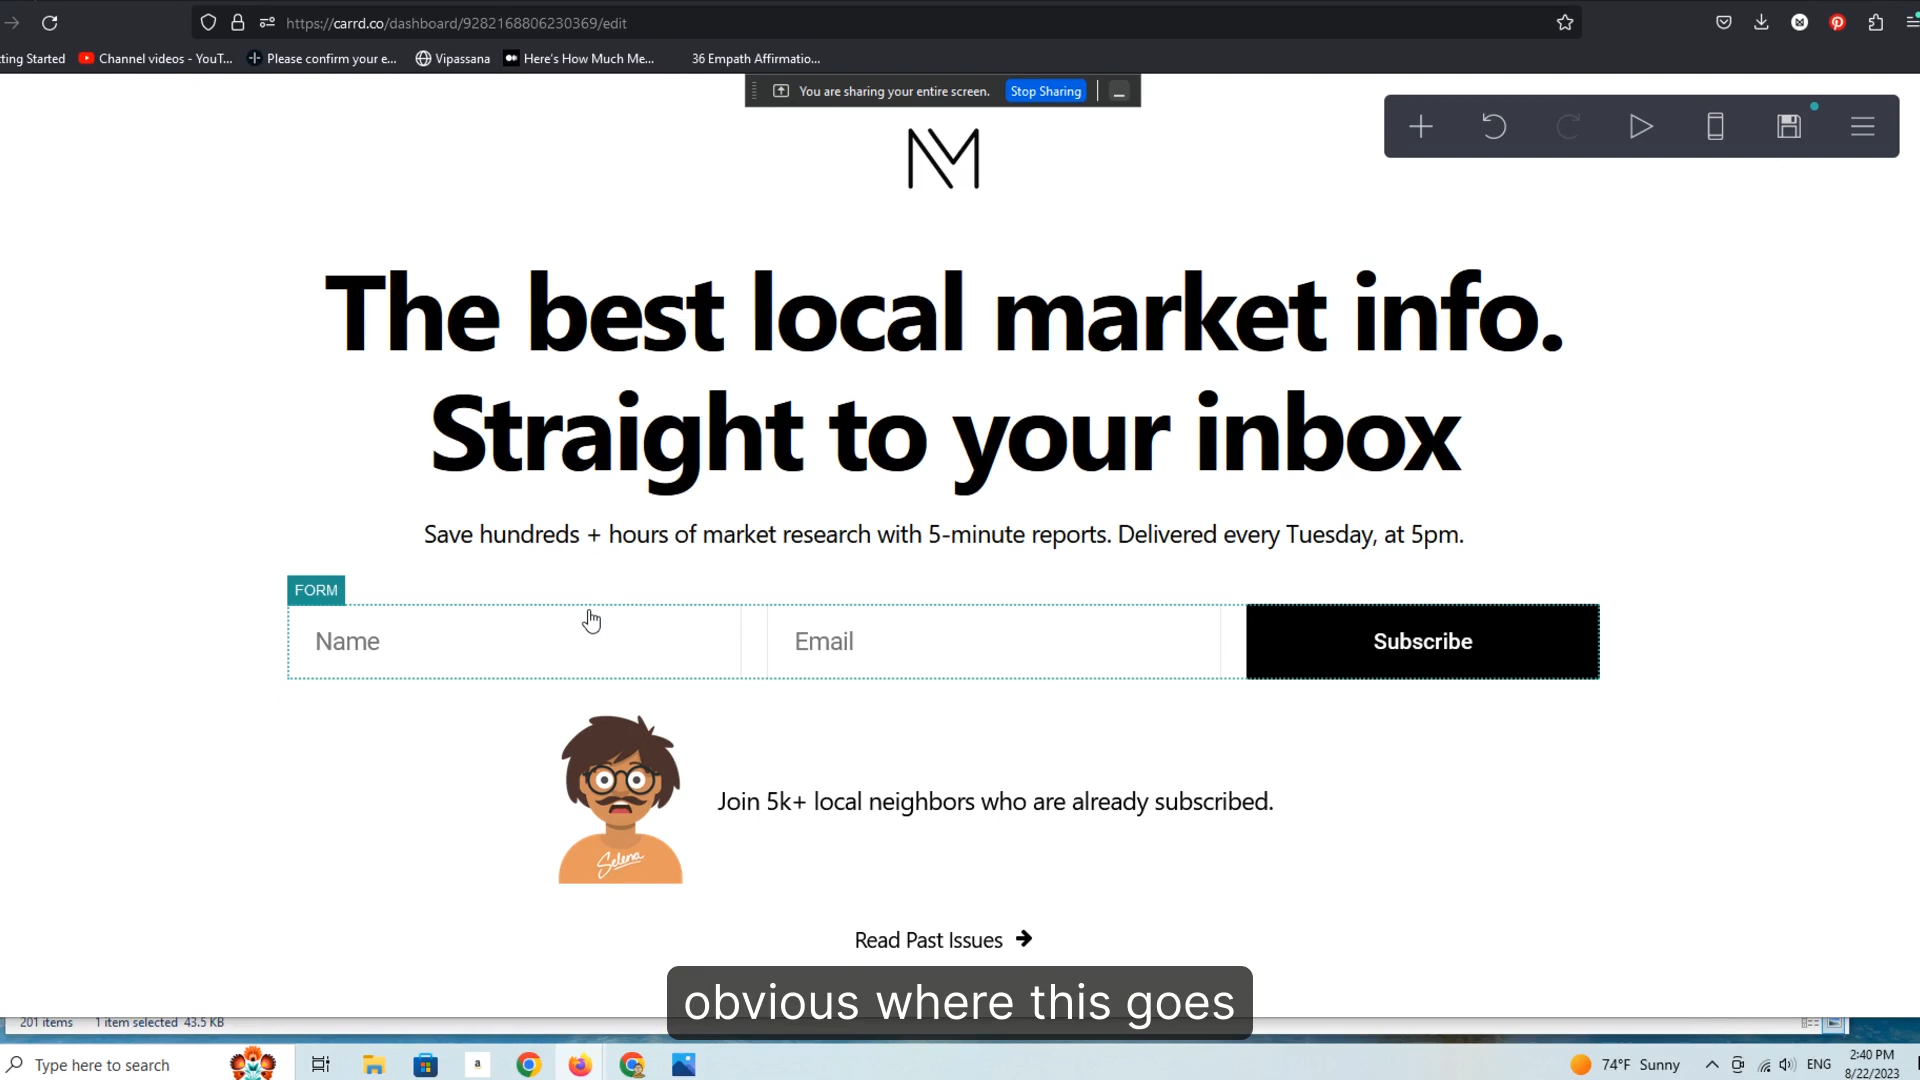 https://carrd.co/dashboard/9282168806230369/edit
ting Started
Channel videos - YouT...
Please confirm your e...
Vipassana
Here's How Much Me...
36 Empath Affirmatio...
You are sharing your entire screen.
Stop Sharing
The best local market info.
Straight to your inbox
Save hundreds + hours of market research with 5-minute reports. Delivered every Tuesday, at 5pm.
FORM
Name
Email
Subscribe
Selena
Join 5k+ local neighbors who are already subscribed.
Read Past Issues
obvious where this goes
201 items
1 item selected 43.5 KB
Type here to search
a
74°F Sunny
ENG
2:40 PM
8/22/2023